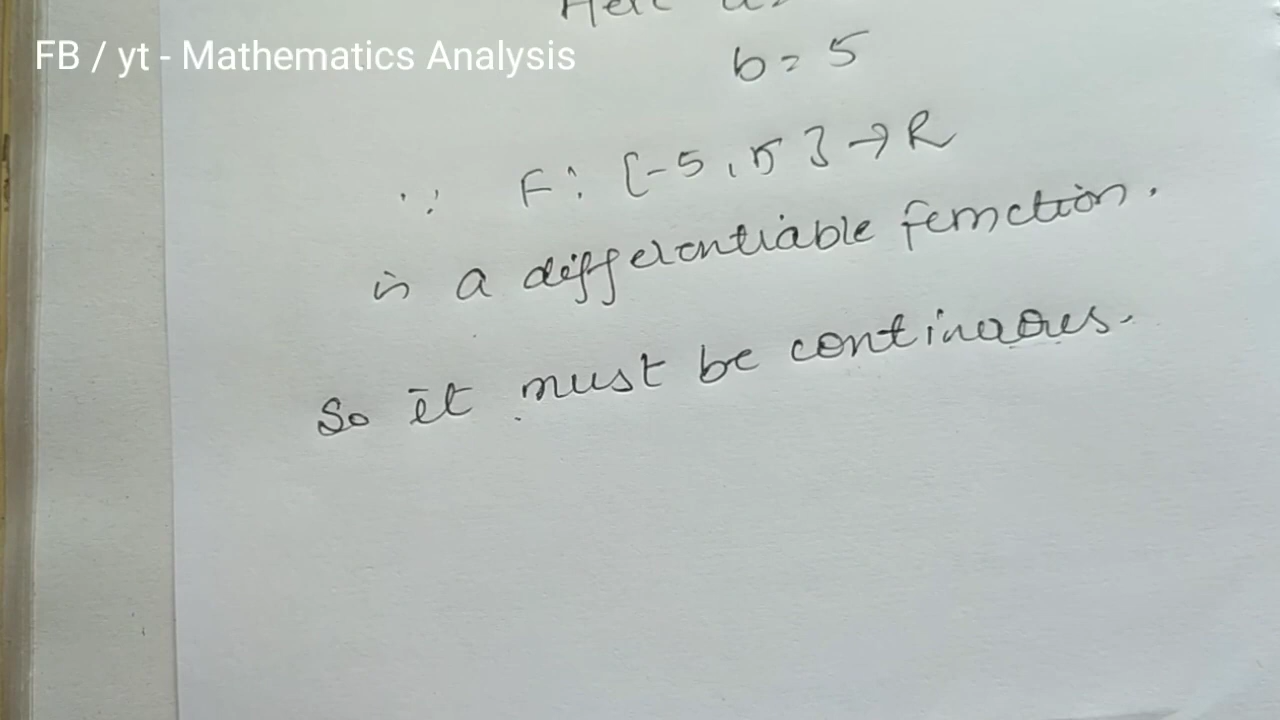 FB / yt - Mathematics Analysis
b = 5
∵ F : [-5, 5] → R
is a differentiable function.
So it must be continuous.